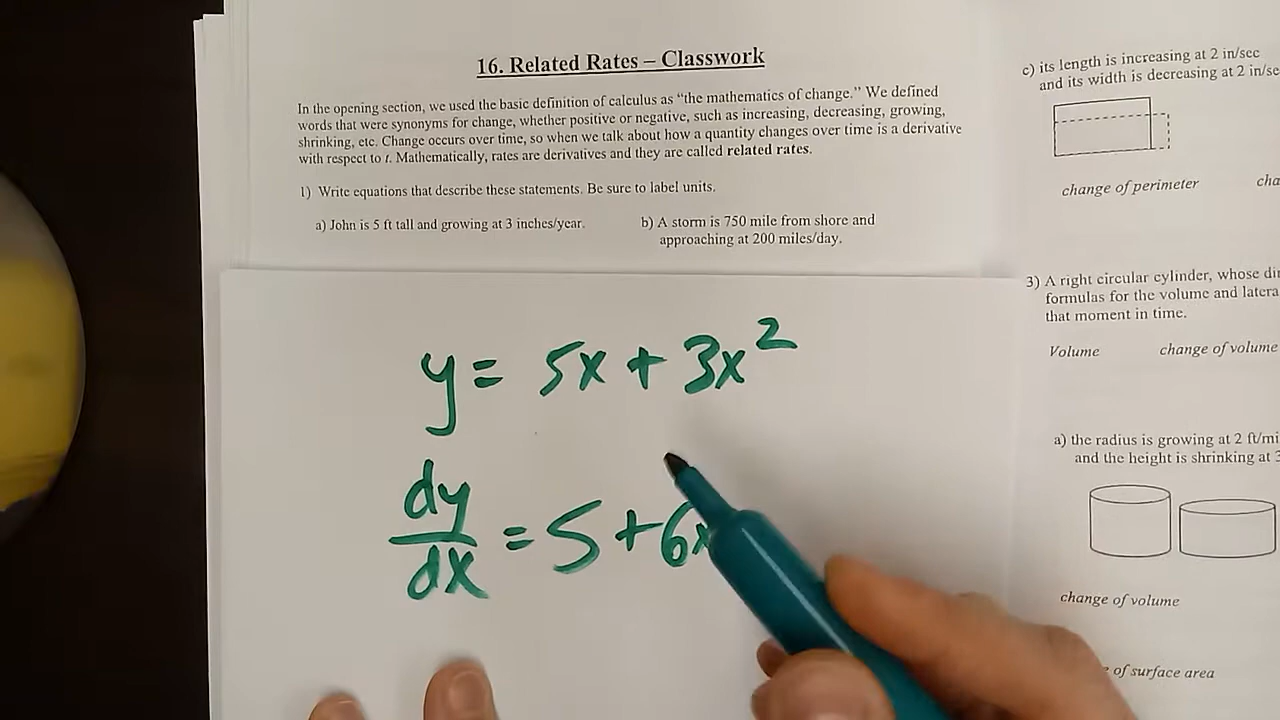 16. Related Rates – Classwork
In the opening section, we used the basic definition of calculus as “the mathematics of change.” We defined
words that were synonyms for change, whether positive or negative, such as increasing, decreasing, growing,
shrinking, etc. Change occurs over time, so when we talk about how a quantity changes over time is a derivative
with respect to t. Mathematically, rates are derivatives and they are called related rates.
1) Write equations that describe these statements. Be sure to label units.
a) John is 5 ft tall and growing at 3 inches/year.
b) A storm is 750 mile from shore and
approaching at 200 miles/day.
y = 5x + 3x²
dy
dx
= 5 + 6x
c) its length is increasing at 2 in/sec
and its width is decreasing at 2 in/se
change of perimeter
3) A right circular cylinder, whose
formulas for the volume and
that moment in time.
Volume
change of volume
a) the radius is growing at 2
and the height is shrinking at
change of volume
of surface area